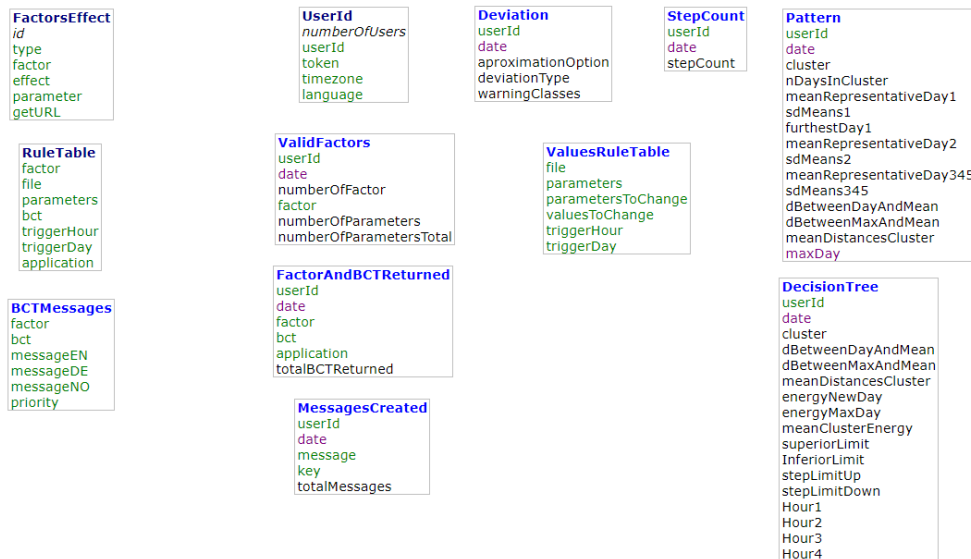 FactorsEffect
id
type
factor
effect
parameter
getURL
RuleTable
factor
file
parameters
bct
triggerHour
triggerDay
application
BCTMessages
factor
bct
messageEN
messageDE
messageNO
priority
UserId
numberOfUsers
userId
token
timezone
language
ValidFactors
userId
date
numberOfFactor
factor
numberOfParameters
numberOfParametersTotal
FactorAndBCTReturned
userId
date
factor
bct
application
totalBCTReturned
MessagesCreated
userId
date
message
key
totalMessages
Deviation
userId
date
aproximationOption
deviationType
warningClasses
ValuesRuleTable
file
parameters
parametersToChange
valuesToChange
triggerHour
triggerDay
StepCount
userId
date
stepCount
Pattern
userId
date
cluster
nDaysInCluster
meanRepresentativeDay1
sdMeans1
furthestDay1
meanRepresentativeDay2
sdMeans2
meanRepresentativeDay345
sdMeans345
dBetweenDayAndMean
dBetweenMaxAndMean
meanDistancesCluster
maxDay
DecisionTree
userId
date
cluster
dBetweenDayAndMean
dBetweenMaxAndMean
meanDistancesCluster
energyNewDay
energyMaxDay
meanClusterEnergy
superiorLimit
InferiorLimit
stepLimitUp
stepLimitDown
Hour1
Hour2
Hour3
Hour4